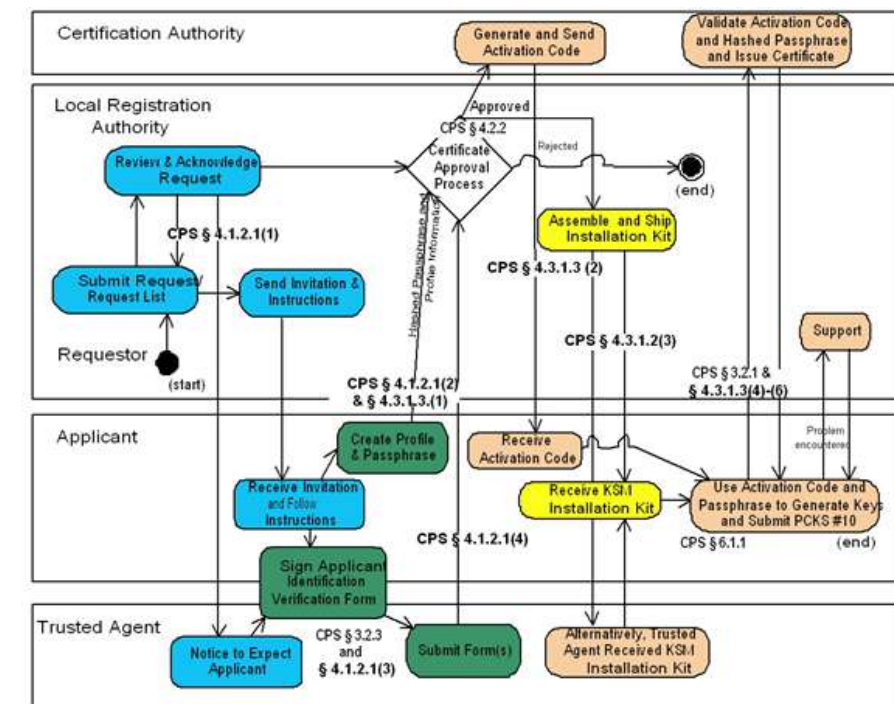 Certification Authority
Generate and Send
Activation Code
Validate Activation Code
and Hashed Passphrase
and Issue Certificate
Local Registration
Authority
Approved
CPS § 4.2.2
Certificate
Approval
Process
Rejected
(end)
Review & Acknowledge
Request
CPS § 4.1.2.1(1)
Submit Request/
Request List
Send Invitation &
Instructions
Hashed Passphrase and
Profile Information
Assemble and Ship
Installation Kit
CPS § 4.3.1.3 (2)
CPS § 4.3.1.2(3)
Support
Requestor
(start)
CPS § 4.1.2.1(2)
& § 4.3.1.3.(1)
CPS § 3.2.1 &
§ 4.3.1.3(4)-(6)
Applicant
Create Profile
& Passphrase
Receive
Activation Code
Problem
encountered
Receive Invitation
and Follow
Instructions
Receive KSM
Installation Kit
Use Activation Code and
Passphrase to Generate Keys
and Submit PCKS #10
CPS § 6.1.1
(end)
CPS § 4.1.2.1(4)
Sign Applicant
Identification
Verification Form
Trusted Agent
Notice to Expect
Applicant
CPS § 3.2.3
and
§ 4.1.2.1(3)
Submit Form(s)
Alternatively, Trusted
Agent Received KSM
Installation Kit